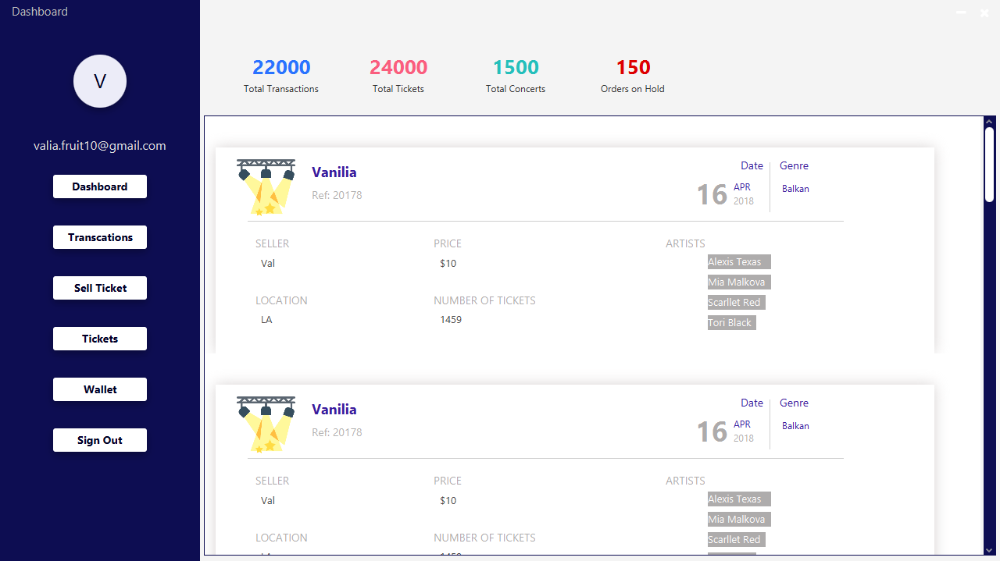 Dashboard
V
valia.fruit10@gmail.com
Dashboard
Transcations
Sell Ticket
Tickets
Wallet
Sign Out
22000
Total Transactions
24000
Total Tickets
1500
Total Concerts
150
Orders on Hold
Vanilia
Ref: 20178
Date
16
APR
2018
Genre
Balkan
SELLER
Val
PRICE
$10
ARTISTS
Alexis Texas
Mia Malkova
Scarllet Red
Tori Black
LOCATION
LA
NUMBER OF TICKETS
1459
Vanilia
Ref: 20178
Date
16
APR
2018
Genre
Balkan
SELLER
Val
PRICE
$10
ARTISTS
Alexis Texas
Mia Malkova
Scarllet Red
LOCATION
NUMBER OF TICKETS